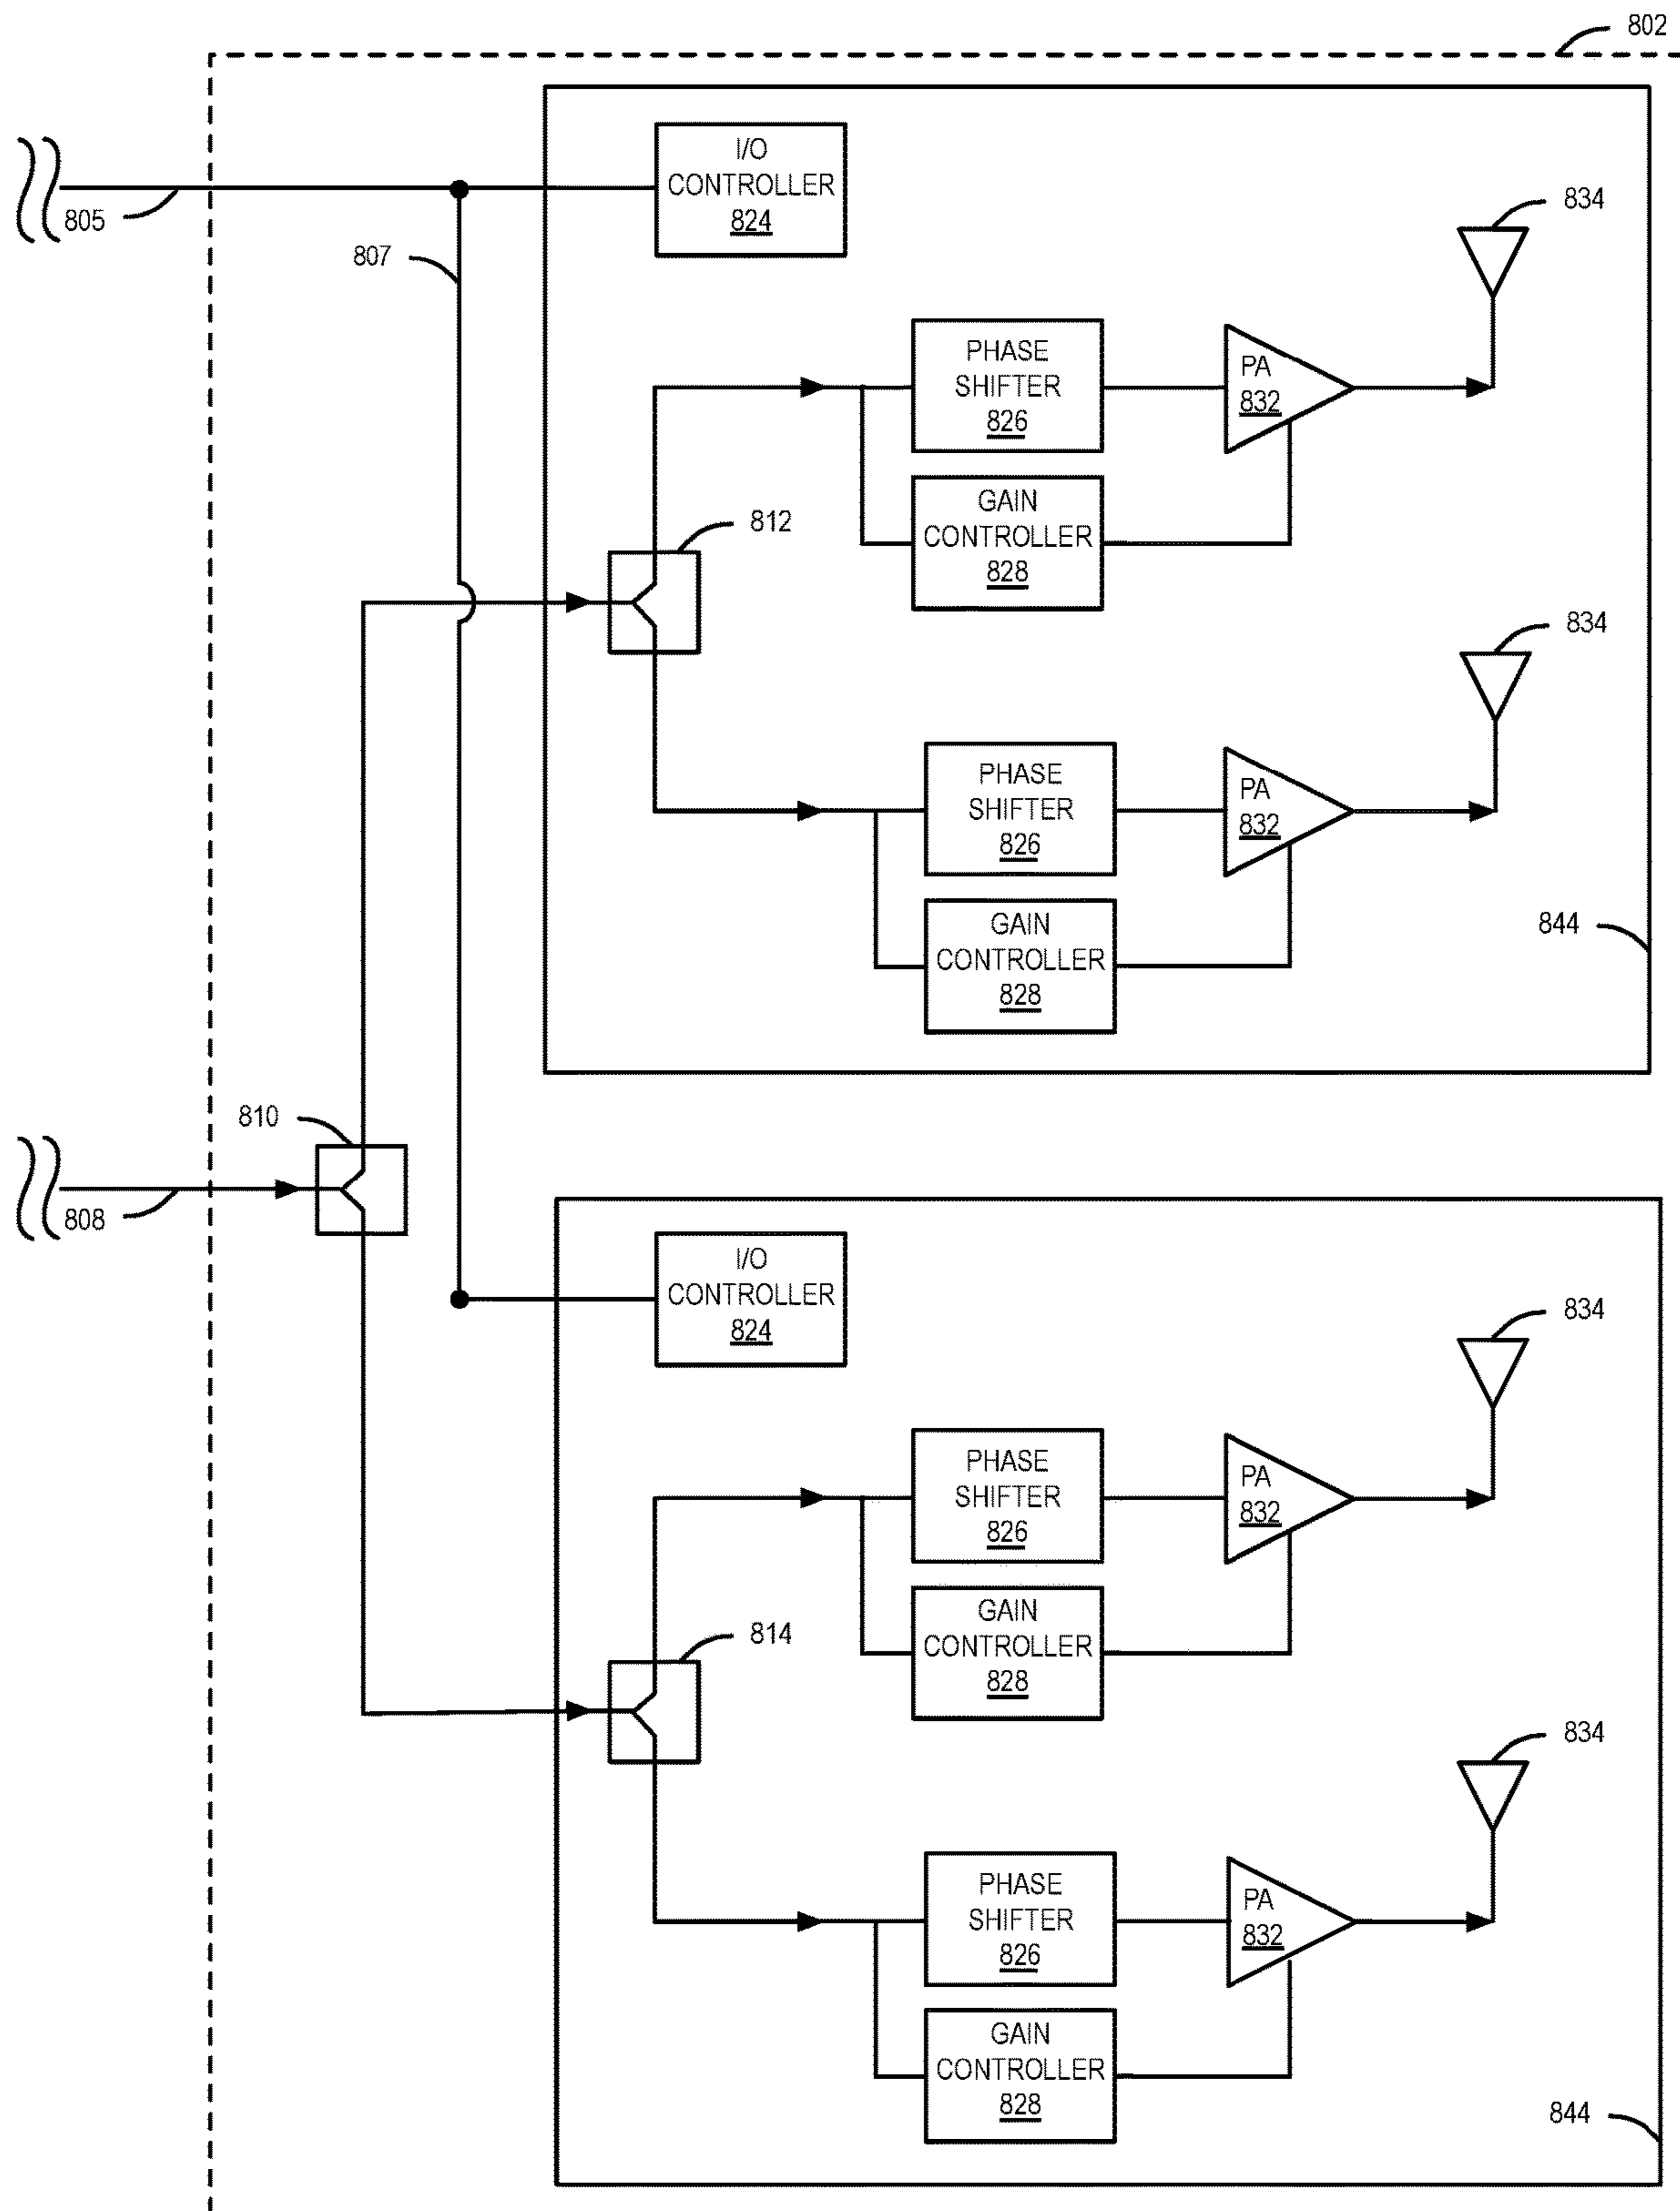 802
I/O
CONTROLLER
824
805
807
834
PHASE
SHIFTER
826
PA
832
GAIN
CONTROLLER
828
812
834
PHASE
SHIFTER
826
PA
832
GAIN
CONTROLLER
828
844
810
808
I/O
CONTROLLER
824
834
PHASE
SHIFTER
826
PA
832
GAIN
CONTROLLER
828
814
834
PHASE
SHIFTER
826
PA
832
GAIN
CONTROLLER
828
844